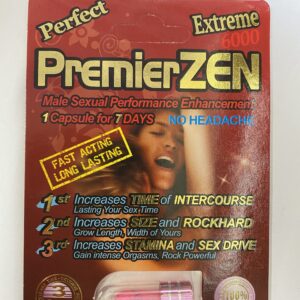 Perfect
Extreme
6000
PremierZEN
Male Sexual Performance Enhancement
1 Capsule for 7 DAYS
NO HEADACHE
FAST ACTING
LONG LASTING
1st Increases TIME of INTERCOURSE
Lasting Your Sex-Time
2nd Increases SIZE and ROCKHARD
Grow Length, Width of Yours
3rd Increases STAMINA and SEX DRIVE
Gain intense Orgasms, Rock Powerful
3
100%